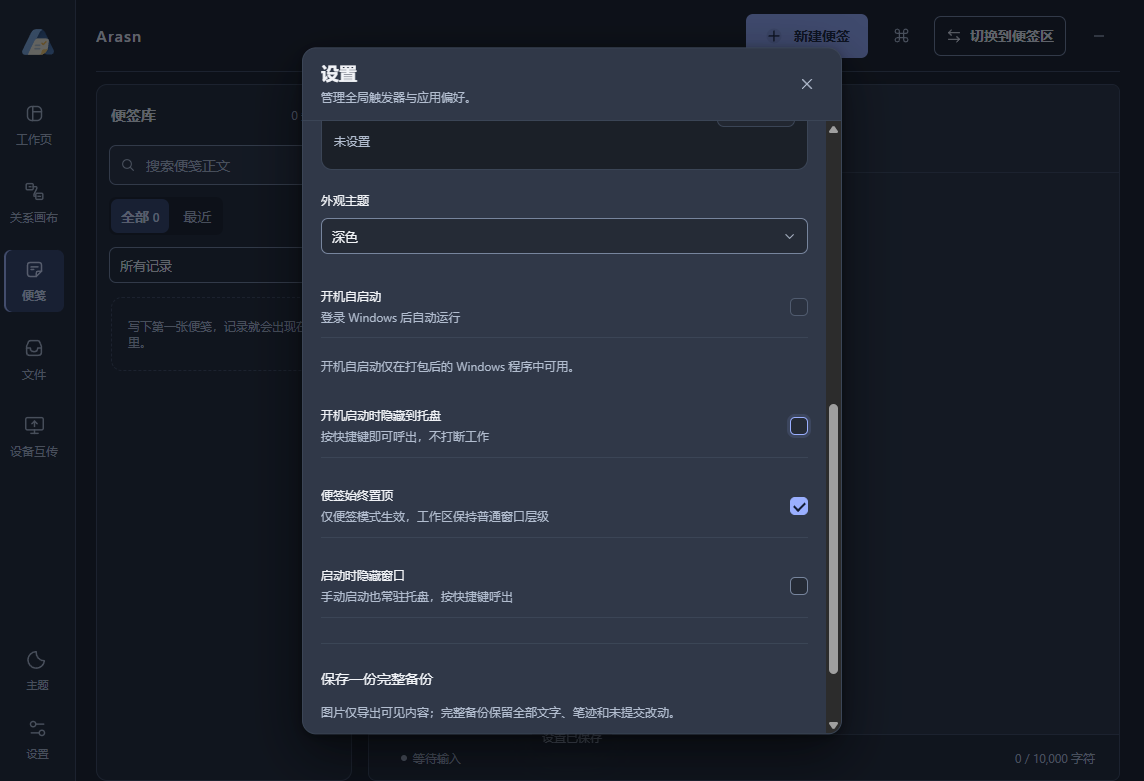 Arasn
新建便签
切换到便签区
工作页
关系画布
便笺
文件
设备互传
主题
设置
便签库
0
搜索便笺正文
全部 0
最近
所有记录
写下第一张便笺，记录就会出现在
里。
设置
管理全局触发器与应用偏好。
未设置
外观主题
深色
开机自启动
登录 Windows 后自动运行
开机自启动仅在打包后的 Windows 程序中可用。
开机启动时隐藏到托盘
按快捷键即可呼出，不打断工作
便签始终置顶
仅便签模式生效，工作区保持普通窗口层级
启动时隐藏窗口
手动启动也常驻托盘，按快捷键呼出
保存一份完整备份
图片仅导出可见内容；完整备份保留全部文字、笔迹和未提交改动。
设置已保存
等待输入
0 / 10,000 字符